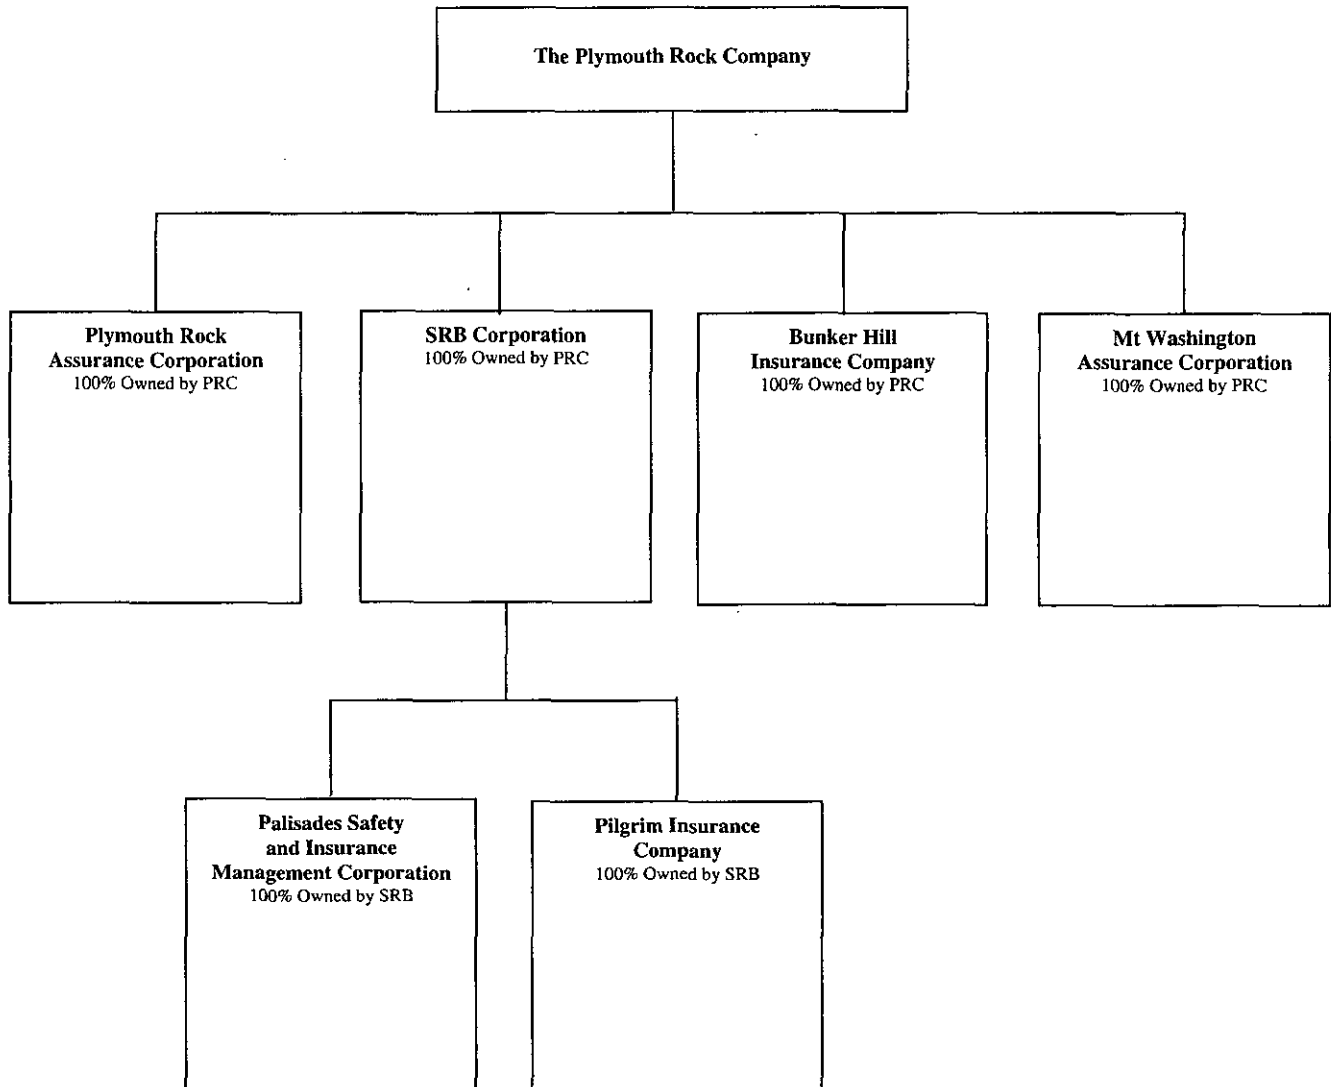 The Plymouth Rock Company
Plymouth Rock
Assurance Corporation
100% Owned by PRC
SRB Corporation
100% Owned by PRC
Bunker Hill
Insurance Company
100% Owned by PRC
Mt Washington
Assurance Corporation
100% Owned by PRC
Palisades Safety
and Insurance
Management Corporation
100% Owned by SRB
Pilgrim Insurance
Company
100% Owned by SRB